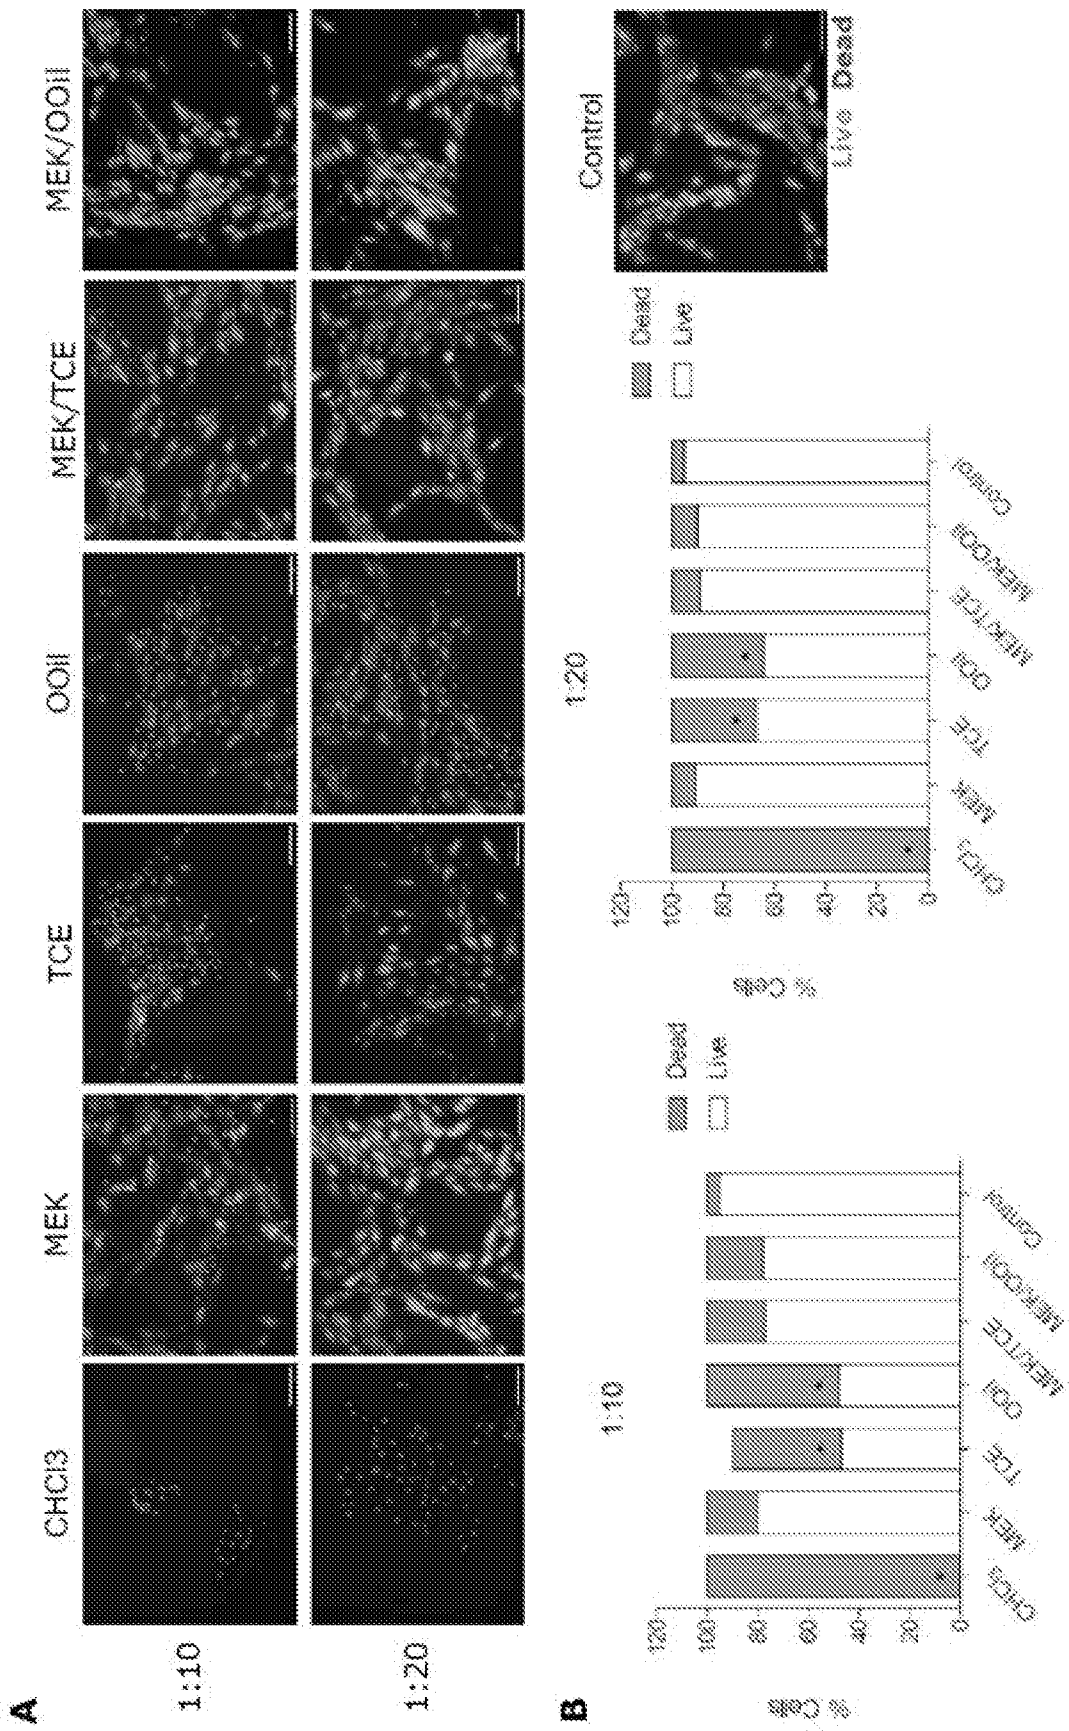 A
CHCl3 MEK TCE OOil MEK/TCE MEK/OOil
1:10
1:20
B
1:10
% Cells
120
100
80
60
40
20
0
CHCl3 MEK TCE OOil MEK/TCE MEK/OOil Control
Dead
Live
1:20
% Cells
120
100
80
60
40
20
0
CHCl3 MEK TCE OOil MEK/TCE MEK/OOil Control
Dead
Live
Control
Live Dead